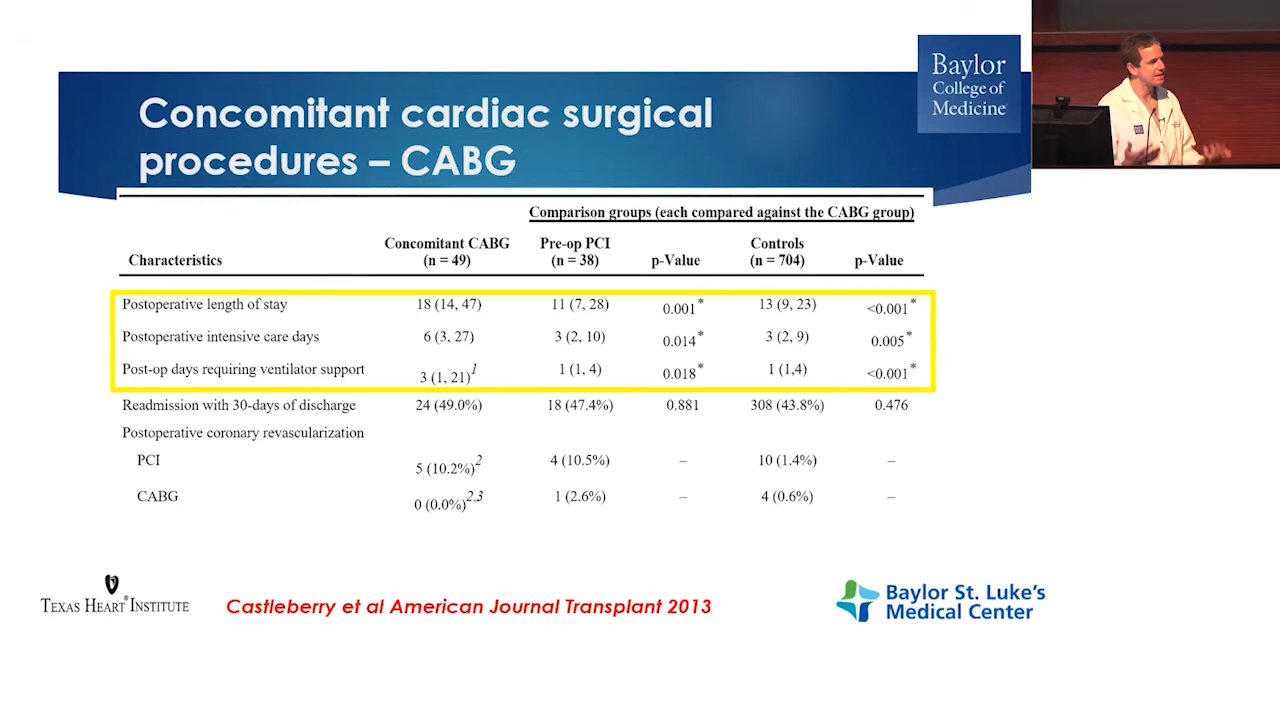 Concomitant cardiac surgical
procedures – CABG
Baylor
College of
Medicine
Comparison groups (each compared against the CABG group)
Characteristics Concomitant CABG (n = 49) Pre-op PCI (n = 38) p-Value Controls (n = 704) p-Value
Postoperative length of stay 18 (14, 47) 11 (7, 28) 0.001* 13 (9, 23) <0.001*
Postoperative intensive care days 6 (3, 27) 3 (2, 10) 0.014* 3 (2, 9) 0.005*
Post-op days requiring ventilator support 3 (1, 21)1 1 (1, 4) 0.018* 1 (1,4) <0.001*
Readmission with 30-days of discharge 24 (49.0%) 18 (47.4%) 0.881 308 (43.8%) 0.476
Postoperative coronary revascularization
PCI 5 (10.2%)2 4 (10.5%) – 10 (1.4%) –
CABG 0 (0.0%)2,3 1 (2.6%) – 4 (0.6%) –
TEXAS HEART® INSTITUTE
Castleberry et al American Journal Transplant 2013
Baylor St. Luke's
Medical Center